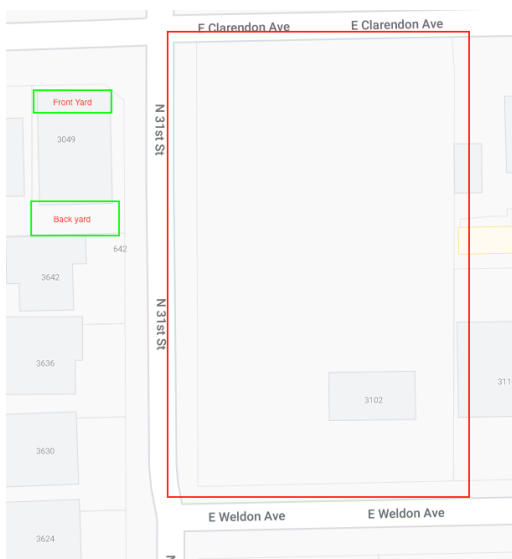 E Clarendon Ave
E Clarendon Ave
Front Yard
N 31st St
3049
Back yard
642
3642
N 31st St
3636
3102
311
3630
E Weldon Ave
E Weldon Ave
3624
N